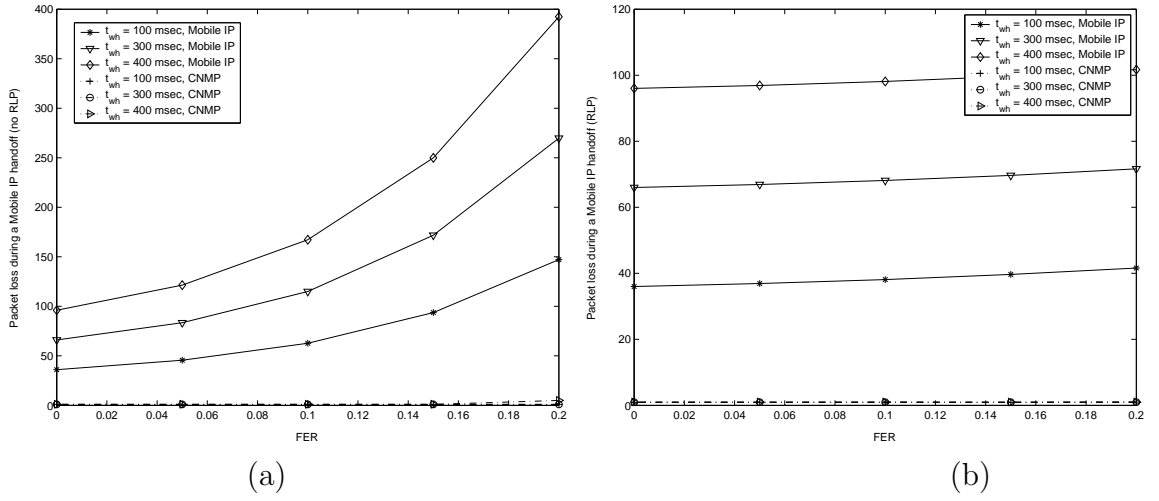 Packet loss during a Mobile IP handoff (no RLP)
400
350
300
250
200
150
100
50
0
t_wh = 100 msec, Mobile IP
t_wh = 300 msec, Mobile IP
t_wh = 400 msec, Mobile IP
t_wh = 100 msec, CNMP
t_wh = 300 msec, CNMP
t_wh = 400 msec, CNMP
0 0.02 0.04 0.06 0.08 0.1 0.12 0.14 0.16 0.18 0.2
FER
(a)
Packet loss during a Mobile IP handoff (RLP)
120
100
80
60
40
20
0
t_wh = 100 msec, Mobile IP
t_wh = 300 msec, Mobile IP
t_wh = 400 msec, Mobile IP
t_wh = 100 msec, CNMP
t_wh = 300 msec, CNMP
t_wh = 400 msec, CNMP
0 0.02 0.04 0.06 0.08 0.1 0.12 0.14 0.16 0.18 0.2
FER
(b)